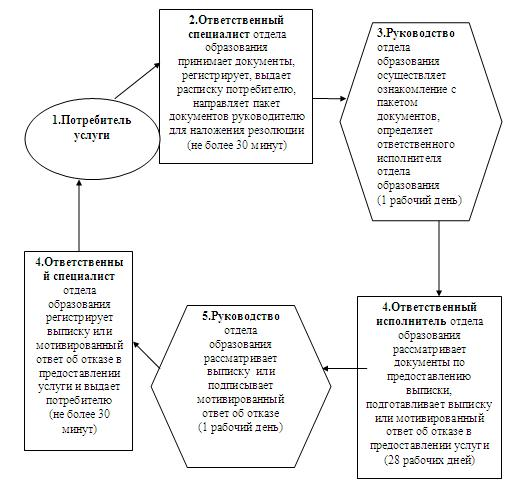 1.Потребитель
услуги
2.Ответственный
специалист отдела
образования
принимает документы,
регистрирует, выдает
расписку потребителю,
направляет пакет
документов руководителю
для наложения резолюции
(не более 30 минут)
3.Руководство
отдела
образования
осуществляет
ознакомление с
пакетом
документов,
определяет
ответственного
исполнителя
отдела
образования
(1 рабочий день)
4.Ответственный
исполнитель отдела
образования
рассматривает
документы по
предоставлению
выписки,
подготавливает выписку
или мотивированный
ответ об отказе в
предоставлении услуги
(28 рабочих дней)
5.Руководство
отдела
образования
рассматривает
выписку или
подписывает
мотивированный
ответ об отказе
(1 рабочий день)
4.Ответственны
й специалист
отдела
образования
регистрирует
выписку или
мотивированный
ответ об отказе в
предоставлении
услуги и выдает
потребителю
(не более 30
минут)